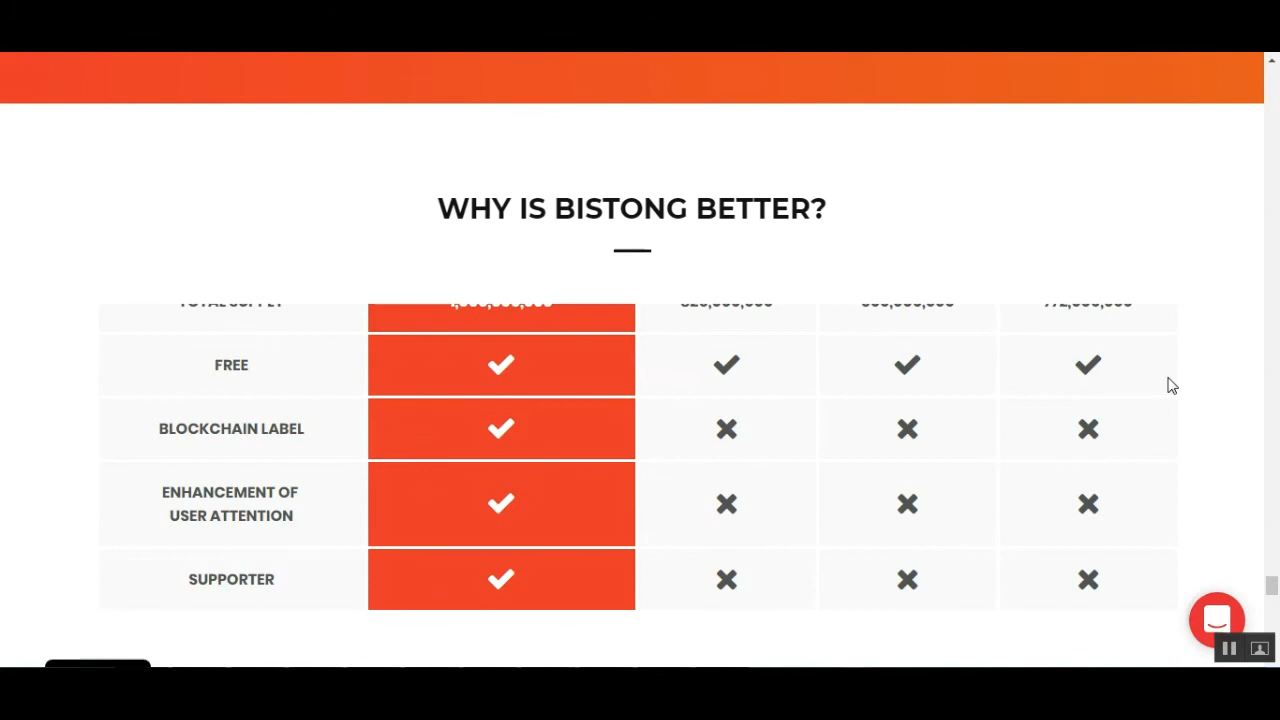 WHY IS BISTONG BETTER?
FREE
BLOCKCHAIN LABEL
ENHANCEMENT OF
USER ATTENTION
SUPPORTER